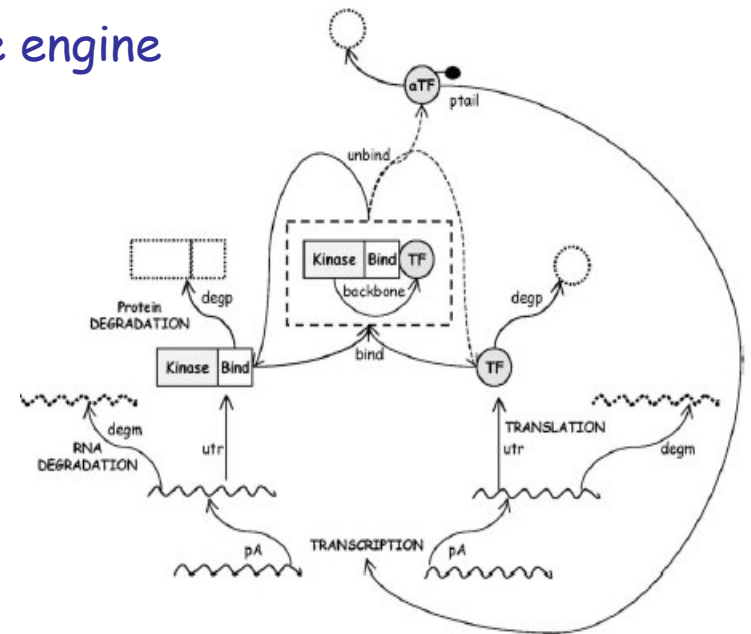 e engine
aTF
ptail
unbind
Kinase Bind TF
backbone
Protein
DEGRADATION
degp
degp
bind
Kinase Bind
TF
degm
RNA
DEGRADATION
utr
TRANSLATION
utr
degm
pA
TRANSCRIPTION
pA